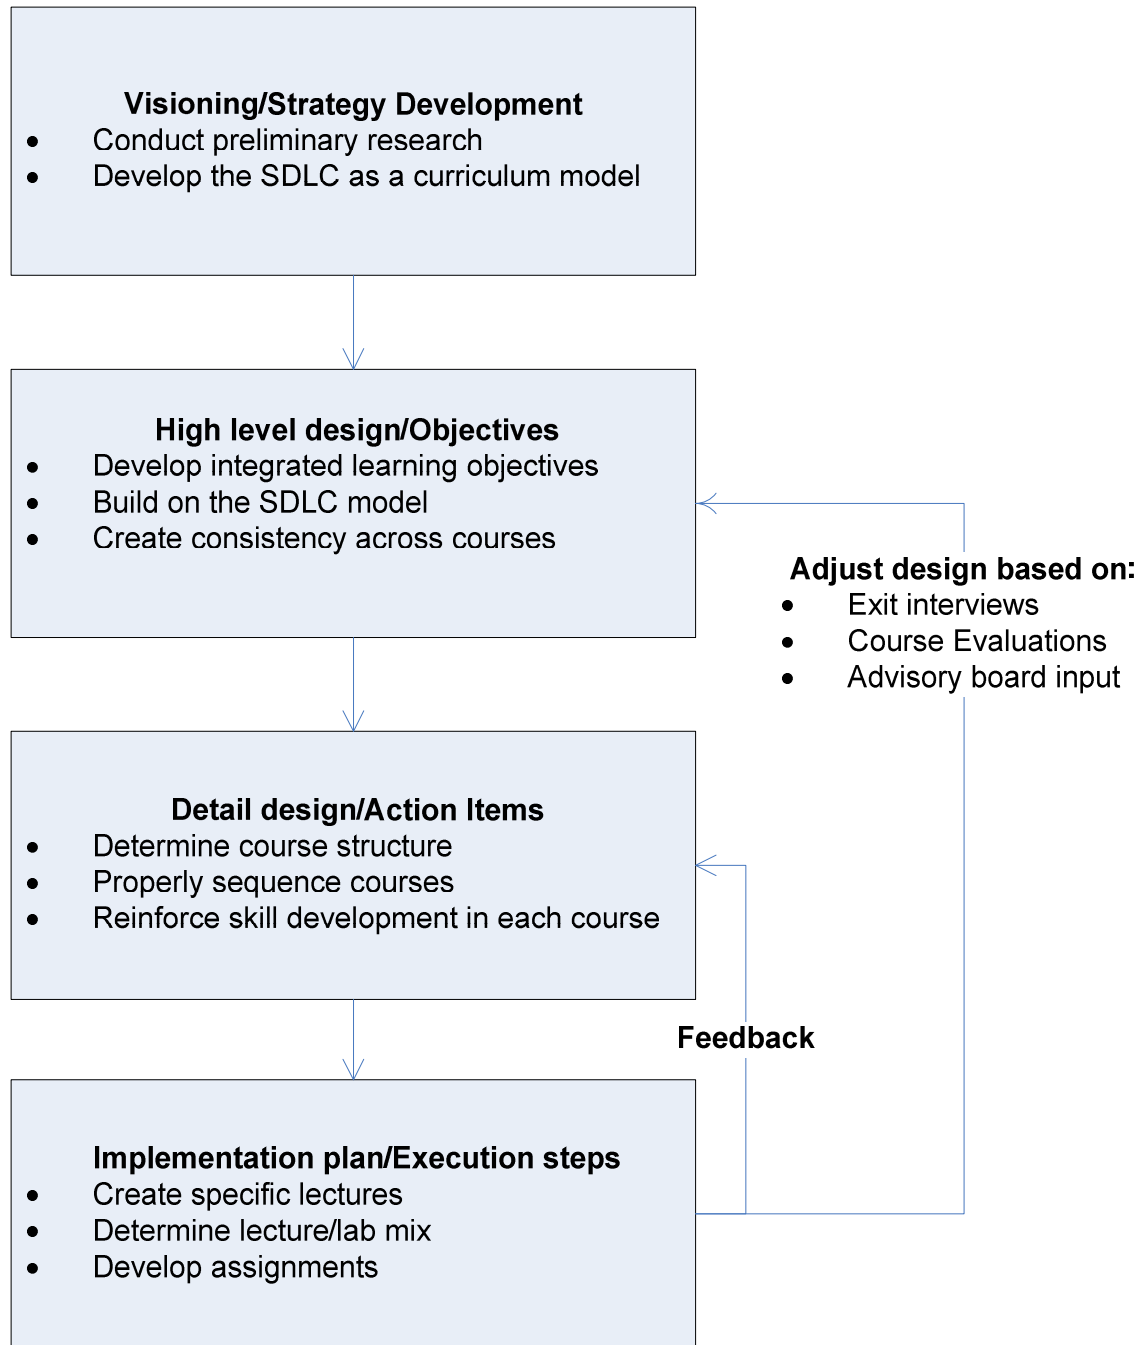 Visioning/Strategy Development
• Conduct preliminary research
• Develop the SDLC as a curriculum model
High level design/Objectives
• Develop integrated learning objectives
• Build on the SDLC model
• Create consistency across courses
Adjust design based on:
• Exit interviews
• Course Evaluations
• Advisory board input
Detail design/Action Items
• Determine course structure
• Properly sequence courses
• Reinforce skill development in each course
Feedback
Implementation plan/Execution steps
• Create specific lectures
• Determine lecture/lab mix
• Develop assignments